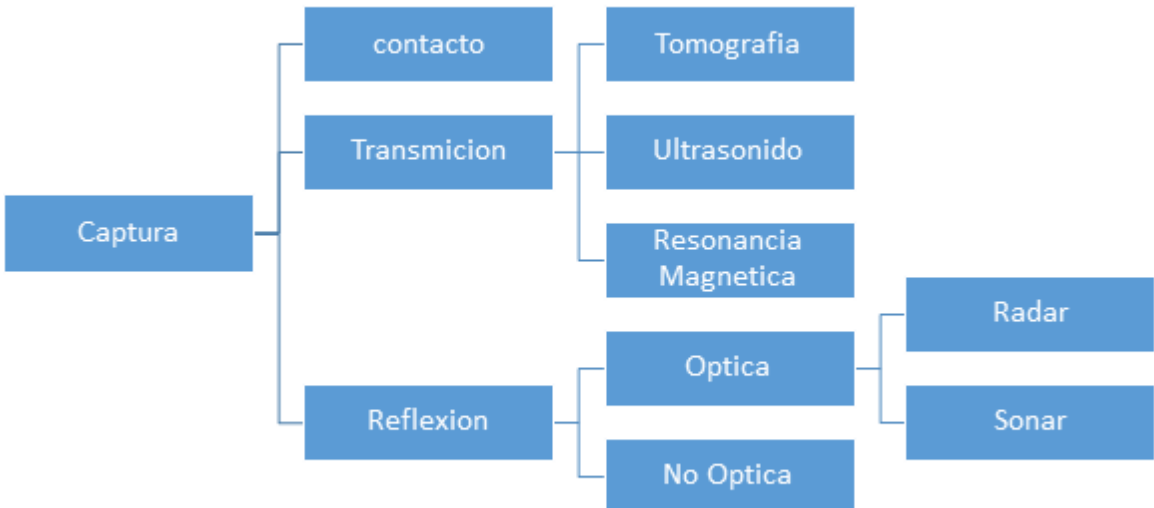 contacto
Tomografia
Transmicion
Ultrasonido
Captura
Resonancia
Magnetica
Radar
Optica
Reflexion
Sonar
No Optica